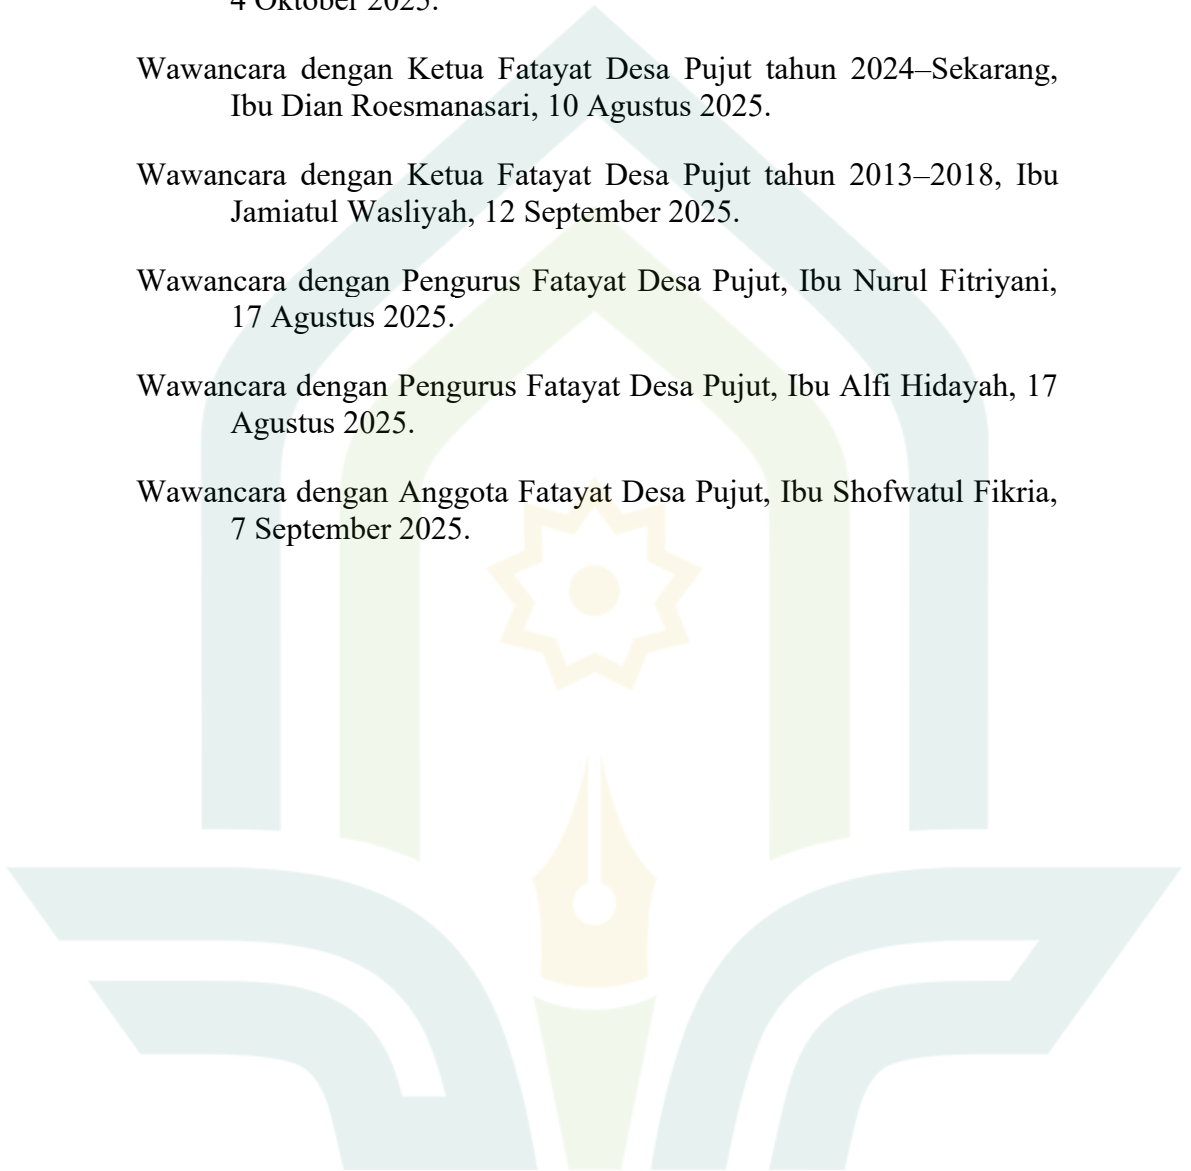 4 Oktober 2025.
Wawancara dengan Ketua Fatayat Desa Pujut tahun 2024–Sekarang,
Ibu Dian Roesmanasari, 10 Agustus 2025.
Wawancara dengan Ketua Fatayat Desa Pujut tahun 2013–2018, Ibu
Jamiatul Wasliyah, 12 September 2025.
Wawancara dengan Pengurus Fatayat Desa Pujut, Ibu Nurul Fitriyani,
17 Agustus 2025.
Wawancara dengan Pengurus Fatayat Desa Pujut, Ibu Alfi Hidayah, 17
Agustus 2025.
Wawancara dengan Anggota Fatayat Desa Pujut, Ibu Shofwatul Fikria,
7 September 2025.